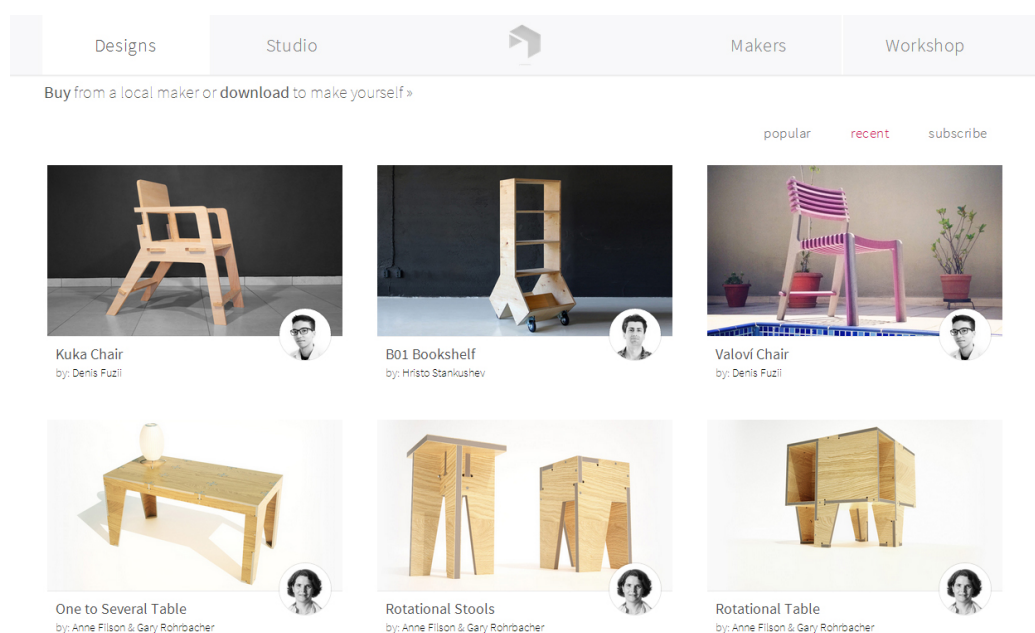 Designs
Studio
Makers
Workshop
Buy from a local maker or download to make yourself »
popular
recent
subscribe
Kuka Chair
by: Denis Fuzii
B01 Bookshelf
by: Hristo Stankushev
Valoví Chair
by: Denis Fuzii
One to Several Table
by: Anne Filson & Gary Rohrbacher
Rotational Stools
by: Anne Filson & Gary Rohrbacher
Rotational Table
by: Anne Filson & Gary Rohrbacher